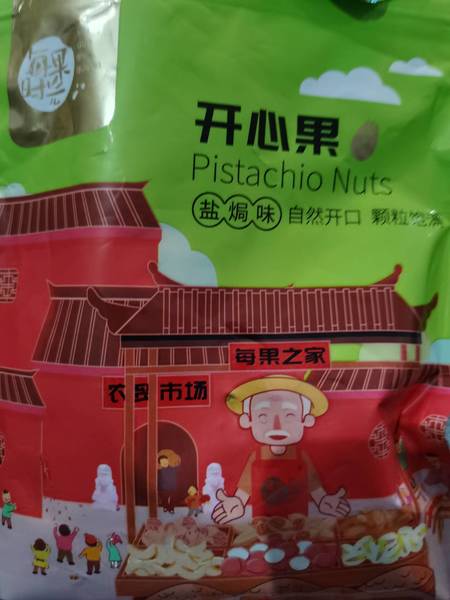 每果
时光
开心果
Pistachio Nuts
盐焗味 自然开口 颗粒饱满
每果之家
农贸市场